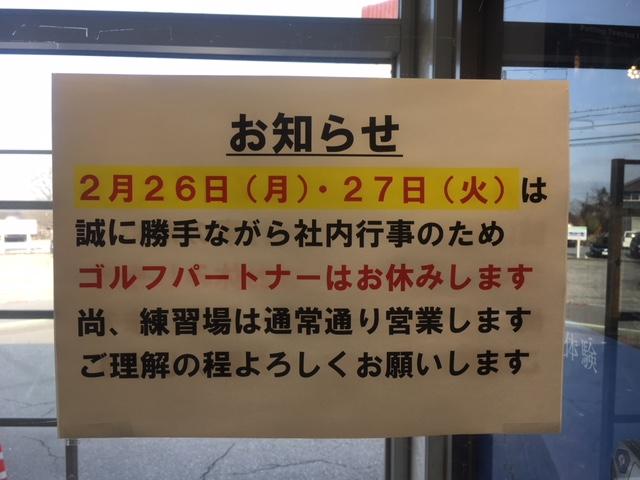 お知らせ
2月26日（月）・27日（火）は
誠に勝手ながら社内行事のため
ゴルフパートナーはお休みします
尚、練習場は通常通り営業します
ご理解の程よろしくお願いします
体験